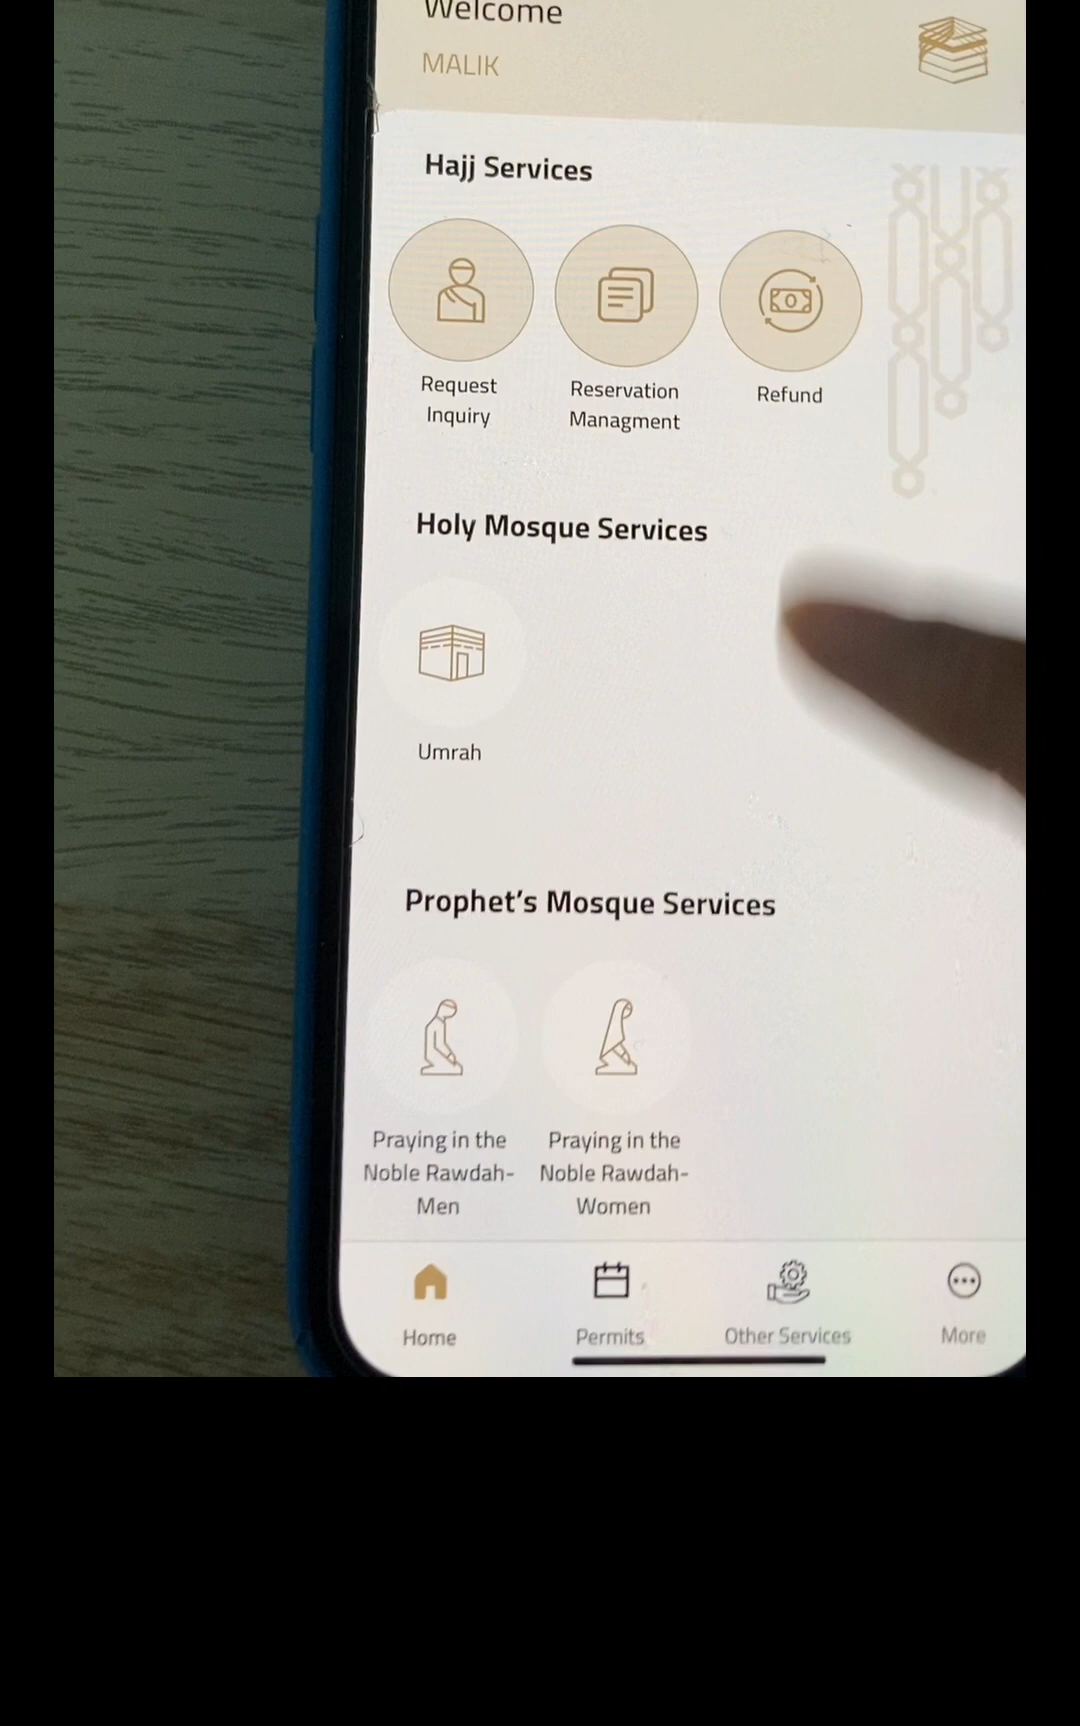 Welcome
MALIK
Hajj Services
Request
Inquiry
Reservation
Managment
Refund
Holy Mosque Services
Umrah
Prophet's Mosque Services
Praying in the
Noble Rawdah-
Men
Praying in the
Noble Rawdah-
Women
Home
Permits
Other Services
More